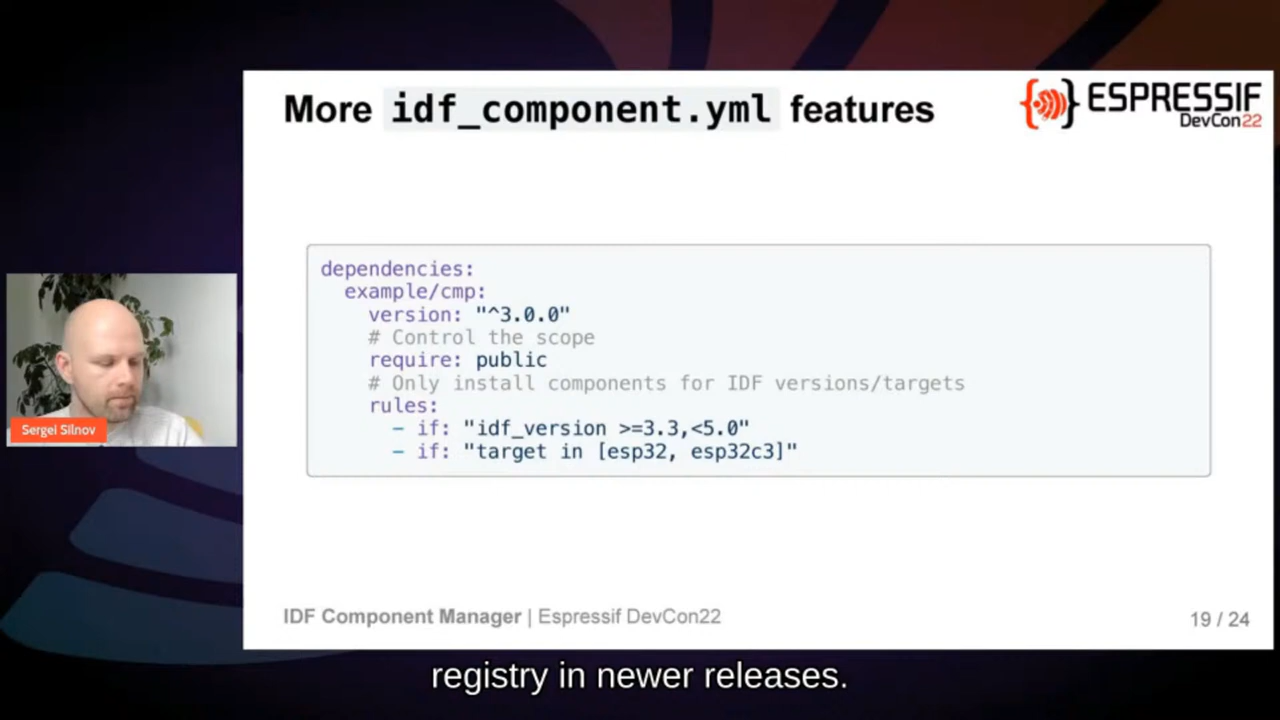 More idf_component.yml features
{}ESPRESSIF
DevCon22
dependencies:
  example/cmp:
    version: "^3.0.0"
    # Control the scope
    require: public
    # Only install components for IDF versions/targets
    rules:
      - if: "idf_version >=3.3,<5.0"
      - if: "target in [esp32, esp32c3]"
Sergei Silnov
IDF Component Manager | Espressif DevCon22
19 / 24
registry in newer releases.